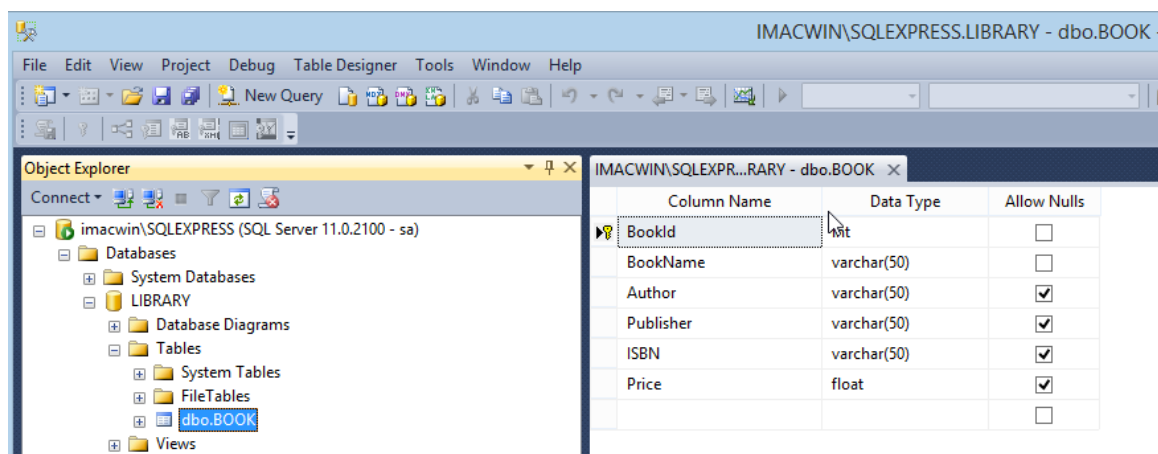 IMACWIN\SQLEXPRESS.LIBRARY - dbo.BOOK -
File Edit View Project Debug Table Designer Tools Window Help
New Query
Object Explorer
IMACWIN\SQLEXPR...RARY - dbo.BOOK
Connect
Column Name Data Type Allow Nulls
imacwin\SQLEXPRESS (SQL Server 11.0.2100 - sa)
BookId int
Databases
BookName varchar(50)
System Databases
Author varchar(50)
LIBRARY
Publisher varchar(50)
Database Diagrams
ISBN varchar(50)
Tables
System Tables
Price float
FileTables
dbo.BOOK
Views